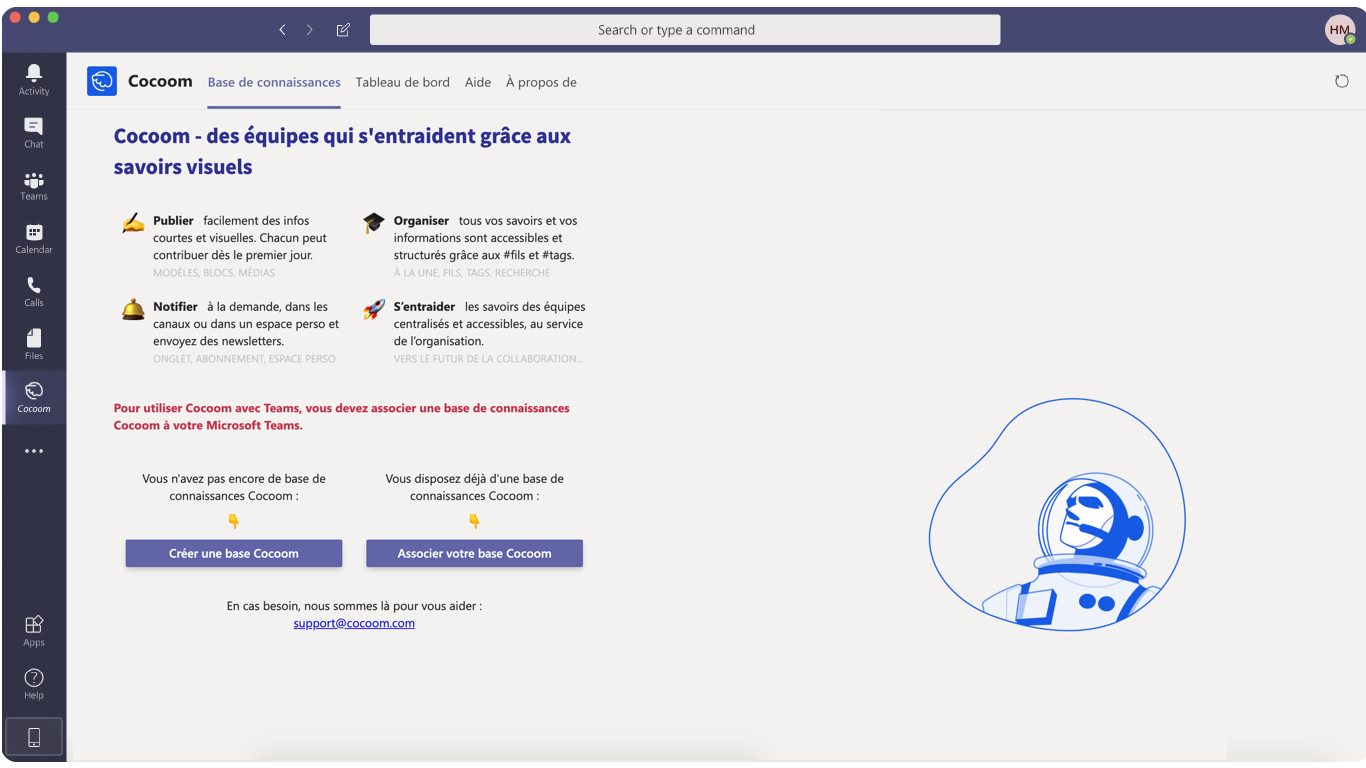 Search or type a command
HM
Activity
Chat
Teams
Calendar
Calls
Files
Cocoom
Apps
Help
Cocoom Base de connaissances Tableau de bord Aide À propos de
Cocoom - des équipes qui s'entraident grâce aux
savoirs visuels
Publier facilement des infos
courtes et visuelles. Chacun peut
contribuer dès le premier jour.
MODÈLES, BLOCS, MÉDIAS
Organiser tous vos savoirs et vos
informations sont accessibles et
structurés grâce aux #fils et #tags.
À LA UNE, FILS, TAGS, RECHERCHE
Notifier à la demande, dans les
canaux ou dans un espace perso et
envoyez des newsletters.
ONGLET, ABONNEMENT, ESPACE PERSO
S’entraider les savoirs des équipes
centralisés et accessibles, au service
de l’organisation.
VERS LE FUTUR DE LA COLLABORATION...
Pour utiliser Cocoom avec Teams, vous devez associer une base de connaissances
Cocoom à votre Microsoft Teams.
Vous n'avez pas encore de base de
connaissances Cocoom :
Créer une base Cocoom
Vous disposez déjà d'une base de
connaissances Cocoom :
Associer votre base Cocoom
En cas besoin, nous sommes là pour vous aider :
support@cocoom.com